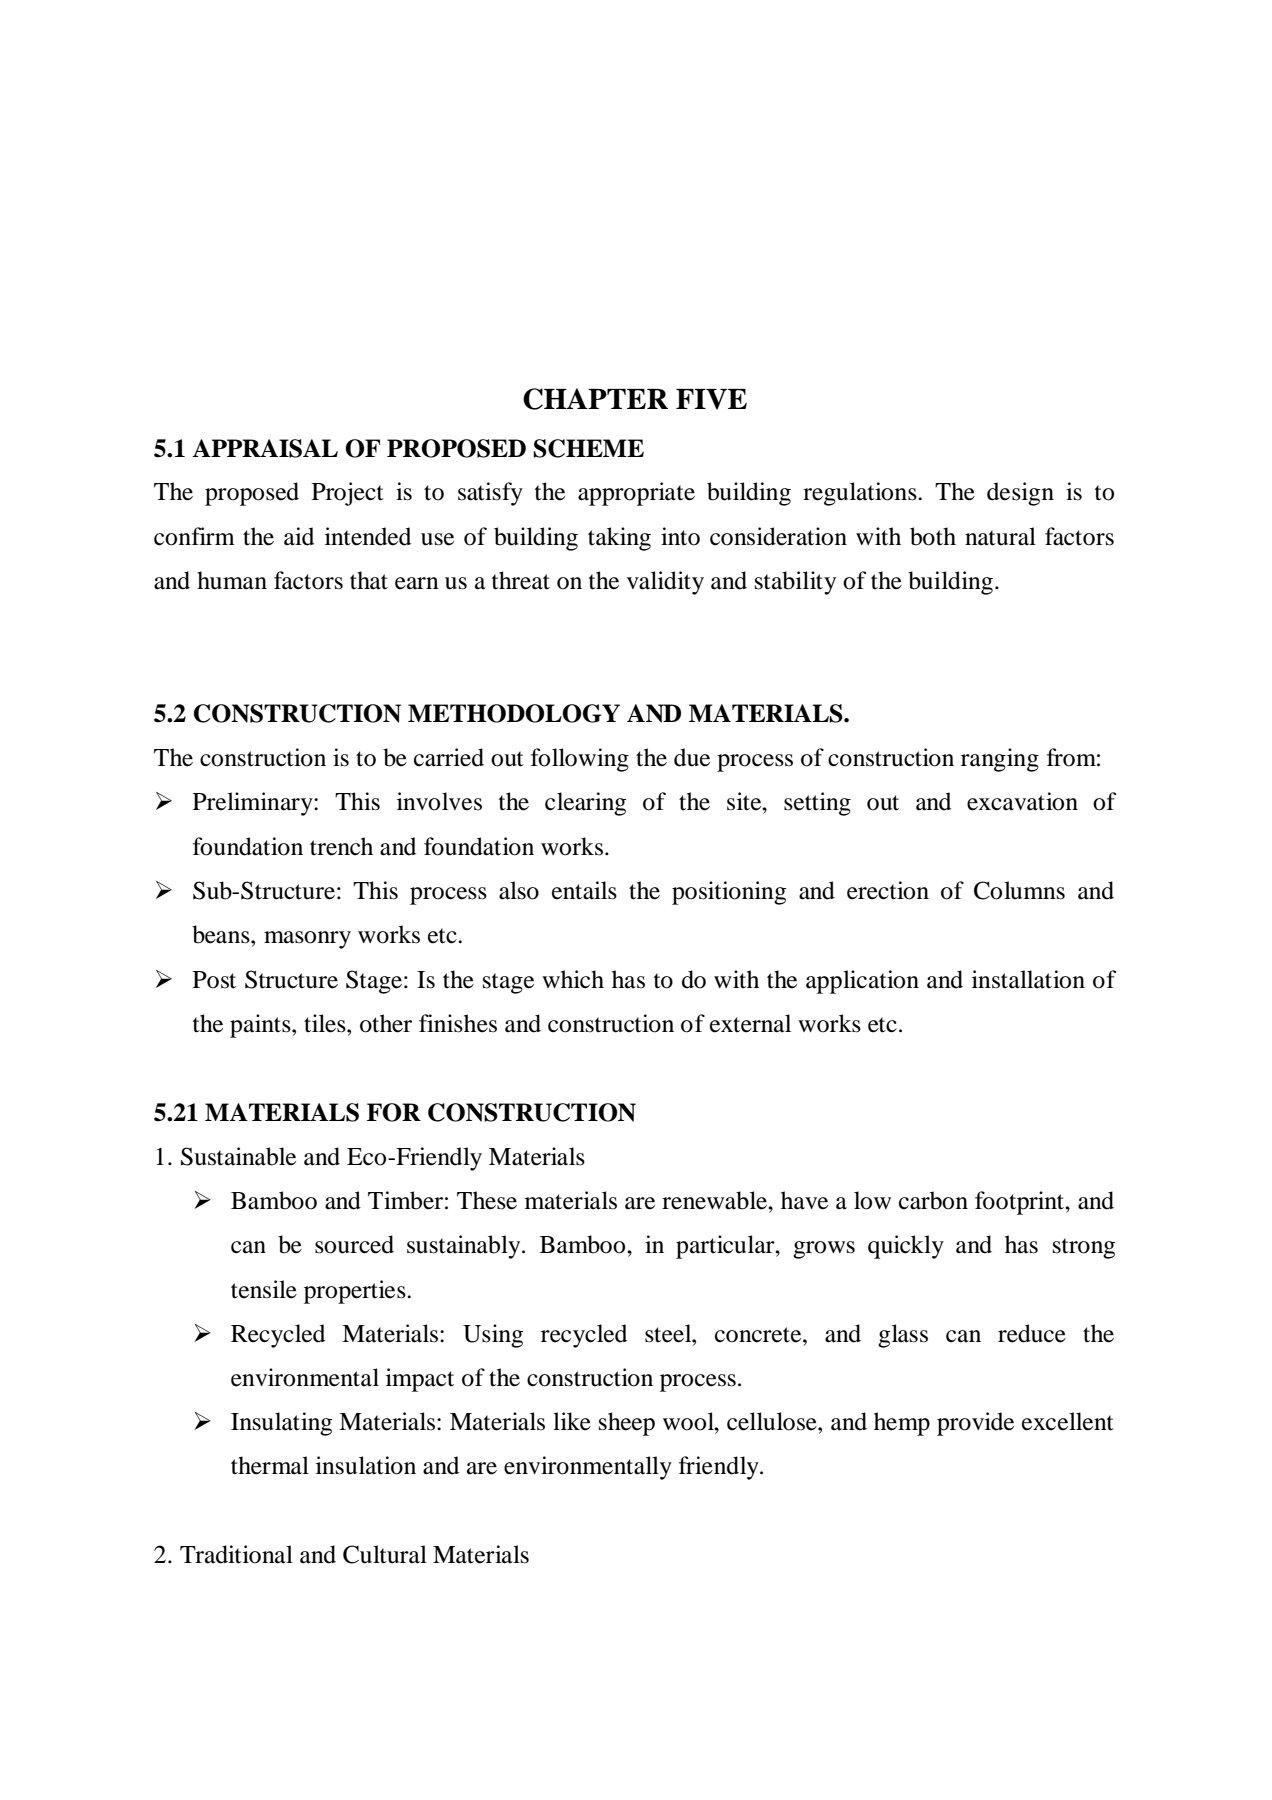 CHAPTER FIVE
5.1 APPRAISAL OF PROPOSED SCHEME
The proposed Project is to satisfy the appropriate building regulations. The design is to
confirm the aid intended use of building taking into consideration with both natural factors
and human factors that earn us a threat on the validity and stability of the building.
5.2 CONSTRUCTION METHODOLOGY AND MATERIALS.
The construction is to be carried out following the due process of construction ranging from:
➢ Preliminary: This involves the clearing of the site, setting out and excavation of
foundation trench and foundation works.
➢ Sub-Structure: This process also entails the positioning and erection of Columns and
beans, masonry works etc.
➢ Post Structure Stage: Is the stage which has to do with the application and installation of
the paints, tiles, other finishes and construction of external works etc.
5.21 MATERIALS FOR CONSTRUCTION
1. Sustainable and Eco-Friendly Materials
➢ Bamboo and Timber: These materials are renewable, have a low carbon footprint, and
can be sourced sustainably. Bamboo, in particular, grows quickly and has strong
tensile properties.
➢ Recycled Materials: Using recycled steel, concrete, and glass can reduce the
environmental impact of the construction process.
➢ Insulating Materials: Materials like sheep wool, cellulose, and hemp provide excellent
thermal insulation and are environmentally friendly.
2. Traditional and Cultural Materials